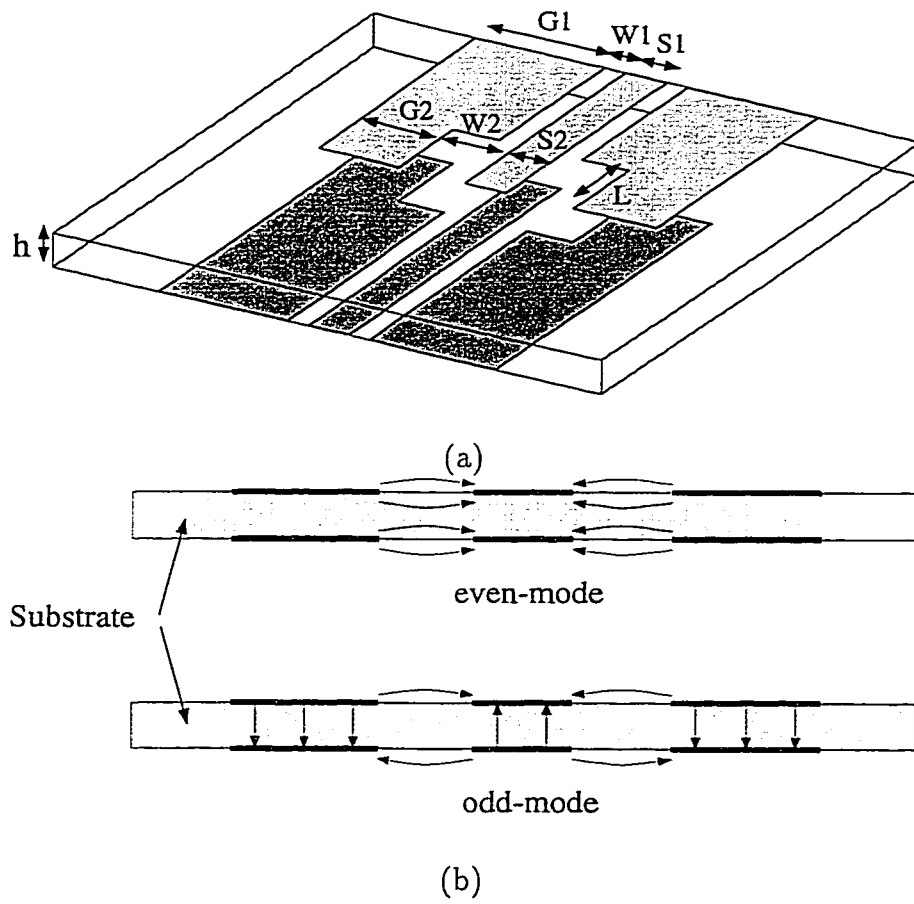 G1
W1
S1
G2
W2
S2
L
h
(a)
even-mode
Substrate
odd-mode
(b)